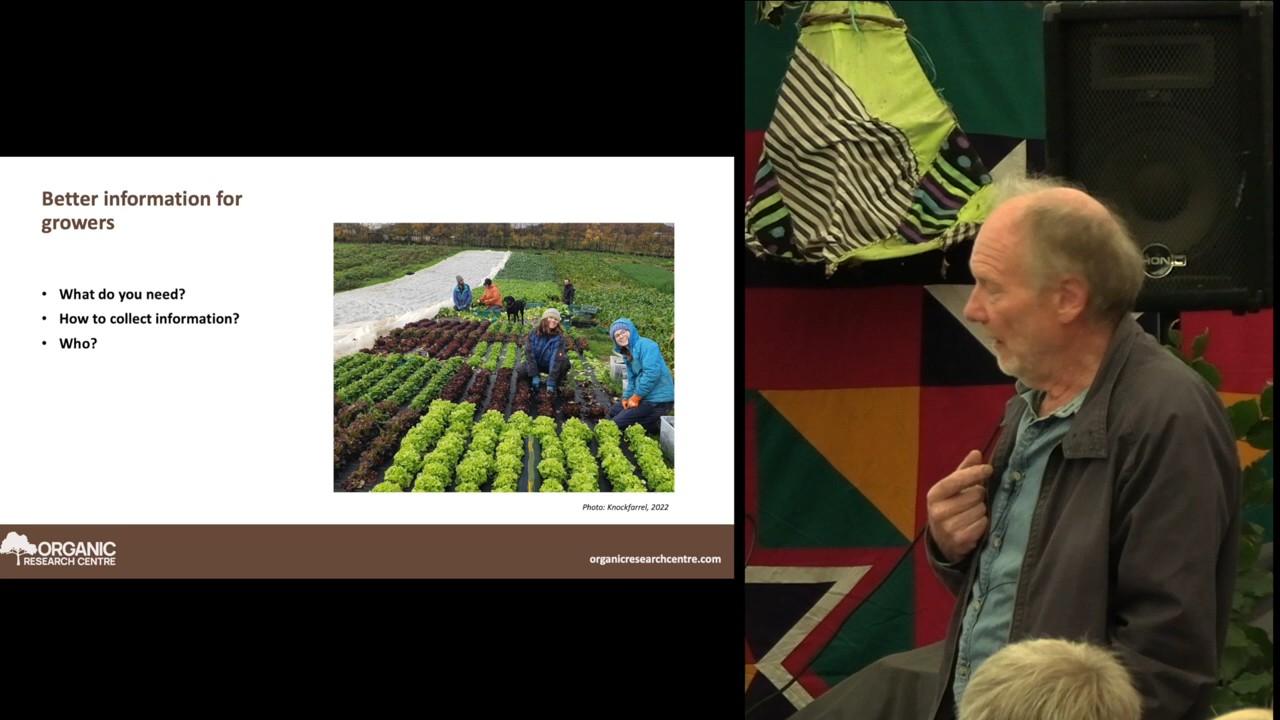 Better information for
growers
• What do you need?
• How to collect information?
• Who?
Photo: Knockfarrel, 2022
ORGANIC
RESEARCH CENTRE
organicresearchcentre.com